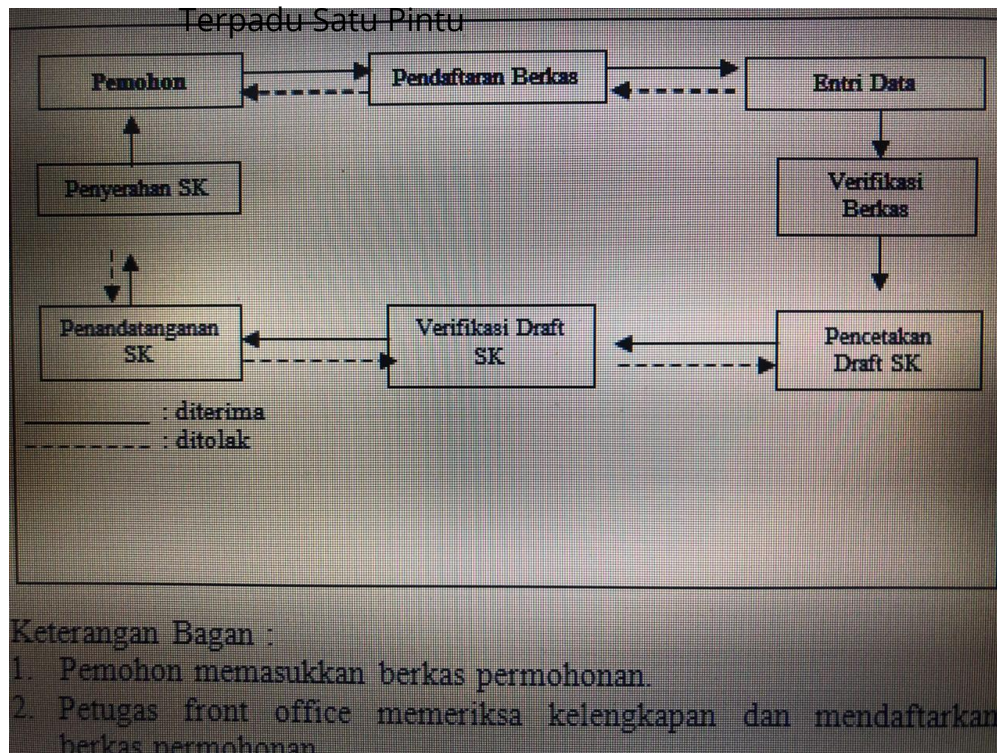 Terpadu Satu Pintu
Pemohon
Pendaftaran Berkas
Entri Data
Penyerahan SK
Verifikasi
Berkas
Penandatanganan
SK
Verifikasi Draft
SK
Pencetakan
Draft SK
: diterima
: ditolak
Keterangan Bagan :
1. Pemohon memasukkan berkas permohonan.
2. Petugas front office memeriksa kelengkapan dan mendaftarkan
berkas permohonan